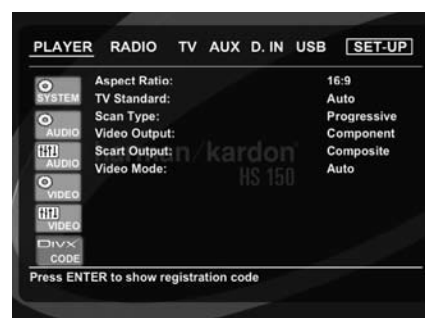 PLAYER RADIO TV AUX D. IN USB SET-UP
SYSTEM
AUDIO
AUDIO
VIDEO
VIDEO
DIVX
CODE
Aspect Ratio: 16:9
TV Standard: Auto
Scan Type: Progressive
Video Output: Component
Scart Output: Composite
Video Mode: Auto
harman/kardon
HS 150
Press ENTER to show registration code